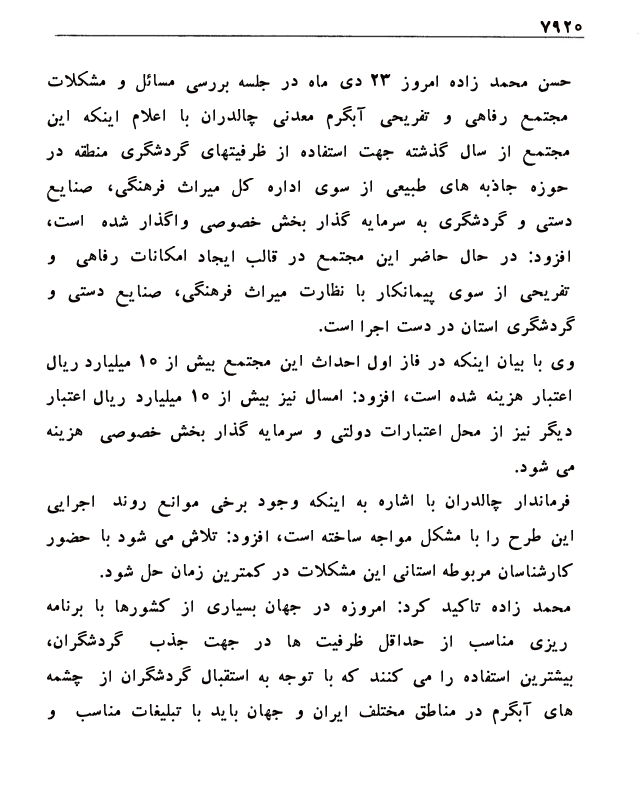 ۷۹۲۵
حسن محمد زاده امروز ۲۳ دی ماه در جلسه بررسی مسائل و مشکلات
مجتمع رفاهی و تفریحی آبگرم معدنی چالدران با اعلام اینکه این
مجتمع از سال گذشته جهت استفاده از ظرفیتهای گردشگری منطقه در
حوزه جاذبه های طبیعی از سوی اداره کل میراث فرهنگی، صنایع
دستی و گردشگری به سرمایه گذار بخش خصوصی واگذار شده است،
افزود: در حال حاضر این مجتمع در قالب ایجاد امکانات رفاهی و
تفریحی از سوی پیمانکار با نظارت میراث فرهنگی، صنایع دستی و
گردشگری استان در دست اجرا است.
وی با بیان اینکه در فاز اول احداث این مجتمع بیش از ۱۰ میلیارد ریال
اعتبار هزینه شده است، افزود: امسال نیز بیش از ۱۰ میلیارد ریال اعتبار
دیگر نیز از محل اعتبارات دولتی و سرمایه گذار بخش خصوصی هزینه
می شود.
فرماندار چالدران با اشاره به اینکه وجود برخی موانع روند اجرایی
این طرح را با مشکل مواجه ساخته است، افزود: تلاش می شود با حضور
کارشناسان مربوطه استانی این مشکلات در کمترین زمان حل شود.
محمد زاده تاکید کرد: امروزه در جهان بسیاری از کشورها با برنامه
ریزی مناسب از حداقل ظرفیت ها در جهت جذب گردشگران،
بیشترین استفاده را می کنند که با توجه به استقبال گردشگران از چشمه
های آبگرم در مناطق مختلف ایران و جهان باید با تبلیغات مناسب و